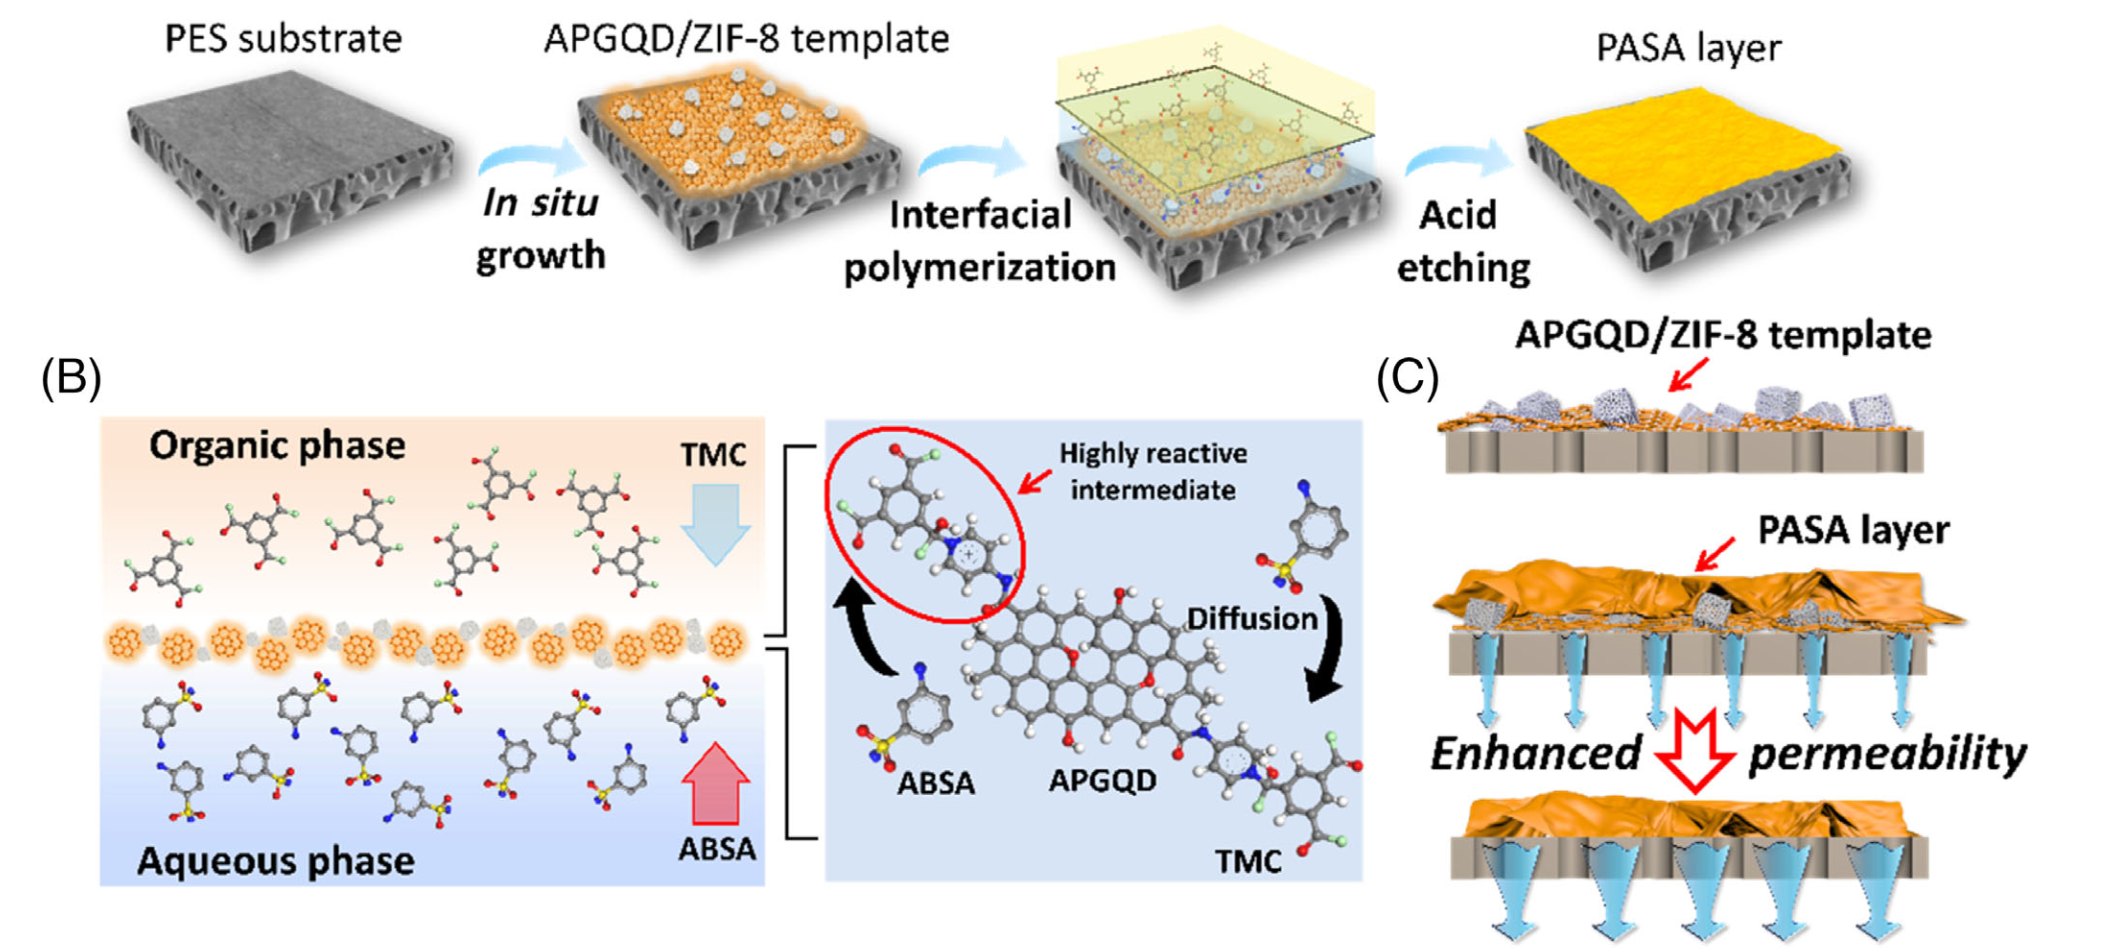 PES substrate
APGQD/ZIF-8 template
PASA layer
In situ
growth
Interfacial
polymerization
Acid
etching
(B)
Organic phase
TMC
Aqueous phase
ABSA
Highly reactive
intermediate
Diffusion
ABSA
APGQD
TMC
(C)
APGQD/ZIF-8 template
PASA layer
Enhanced permeability